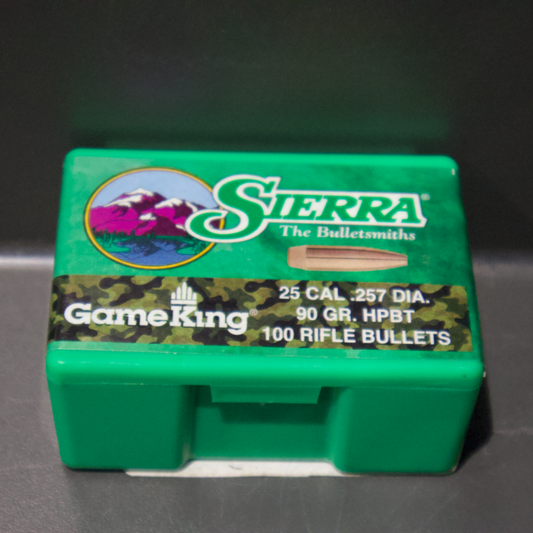 SIERRA®
The Bulletsmiths
GameKing®
25 CAL .257 DIA.
90 GR. HPBT
100 RIFLE BULLETS